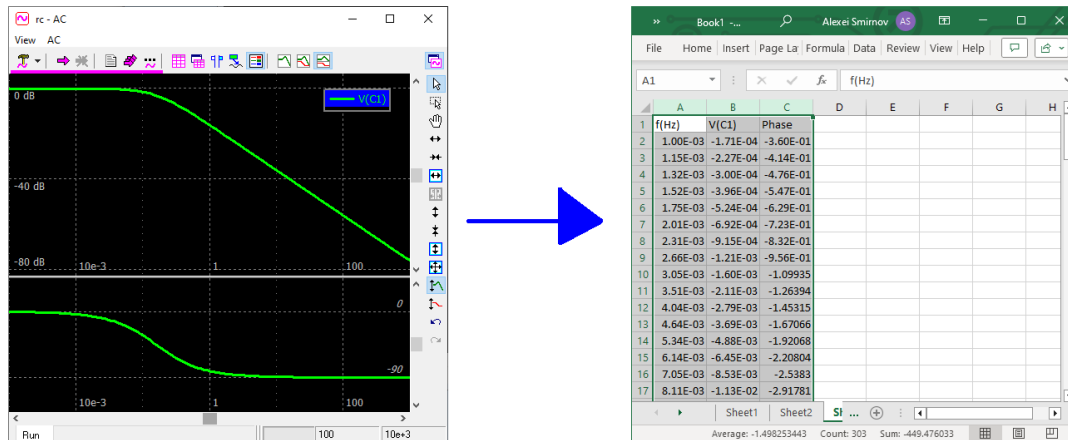 rc - AC
View AC
0 dB
V(C1)
-40 dB
-80 dB
10e-3
1
100
0
-90
10e-3
1
100
Run
100
10e+3
Book1 -...
Alexei Smirnov
AS
File Home Insert Page La Formula Data Review View Help
A1
fx
f(Hz)
A B C D E F G H
1 f(Hz) V(C1) Phase
2 1.00E-03 -1.71E-04 -3.60E-01
3 1.15E-03 -2.27E-04 -4.14E-01
4 1.32E-03 -3.00E-04 -4.76E-01
5 1.52E-03 -3.96E-04 -5.47E-01
6 1.75E-03 -5.24E-04 -6.29E-01
7 2.01E-03 -6.92E-04 -7.23E-01
8 2.31E-03 -9.15E-04 -8.32E-01
9 2.66E-03 -1.21E-03 -9.56E-01
10 3.05E-03 -1.60E-03 -1.09935
11 3.51E-03 -2.11E-03 -1.26394
12 4.04E-03 -2.79E-03 -1.45315
13 4.64E-03 -3.69E-03 -1.67066
14 5.34E-03 -4.88E-03 -1.92068
15 6.14E-03 -6.45E-03 -2.20804
16 7.05E-03 -8.53E-03 -2.5383
17 8.11E-03 -1.13E-02 -2.91781
Sheet1 Sheet2 Sl ...
Average: -1.498253443 Count: 303 Sum: -449.476033